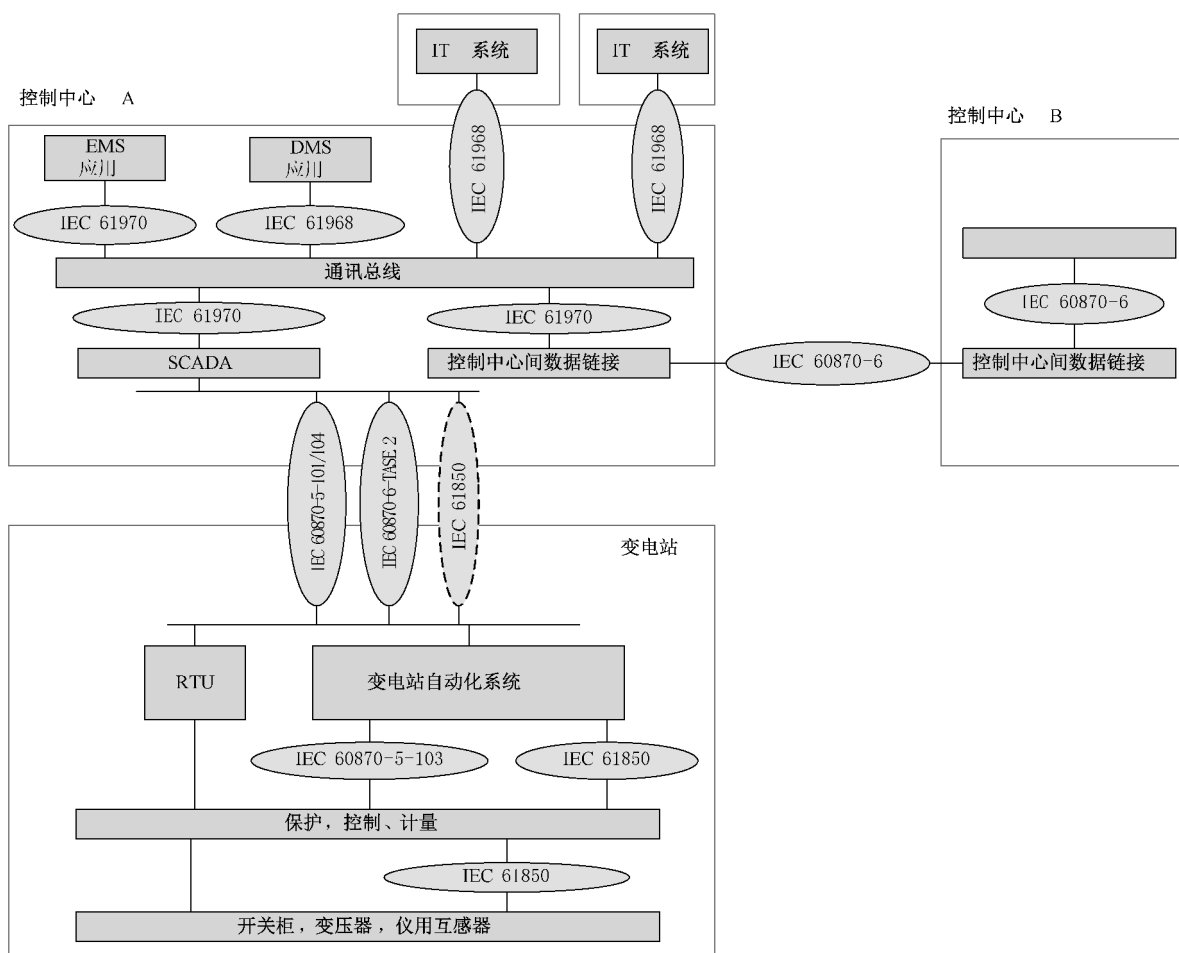 IT 系统
IT 系统
控制中心 A
控制中心 B
EMS
应用
DMS
应用
IEC 61968
IEC 61968
IEC 61970
IEC 61968
通讯总线
IEC 61970
IEC 61970
IEC 60870-6
SCADA
控制中心间数据链接
IEC 60870-6
控制中心间数据链接
IEC 60870-5-101/104
IEC 60870-6-TASE 2
IEC 61850
变电站
RTU
变电站自动化系统
IEC 60870-5-103
IEC 61850
保护，控制、计量
IEC 61850
开关柜，变压器，仪用互感器